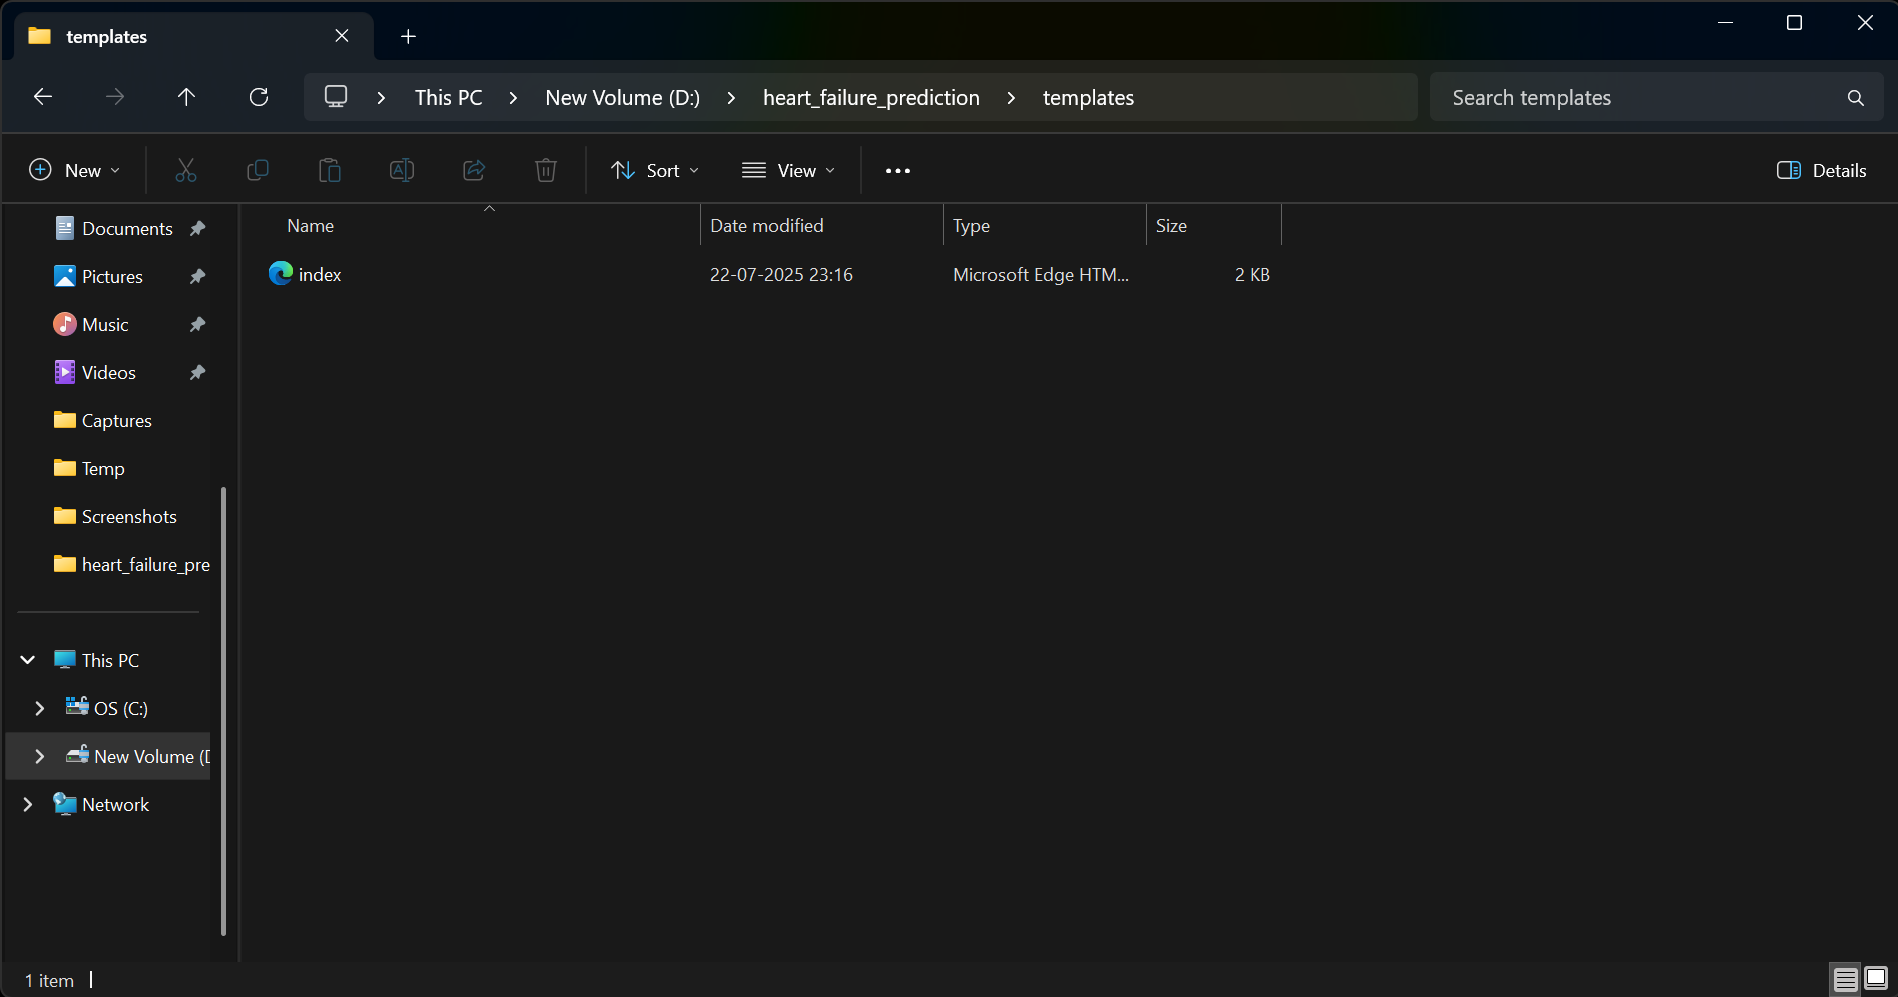 templates
This PC > New Volume (D:) > heart_failure_prediction > templates
Search templates
New
Sort
View
Details
Documents
Pictures
Music
Videos
Captures
Temp
Screenshots
heart_failure_pre
This PC
OS (C:)
New Volume (D
Network
Name Date modified Type Size
index 22-07-2025 23:16 Microsoft Edge HTM... 2 KB
1 item